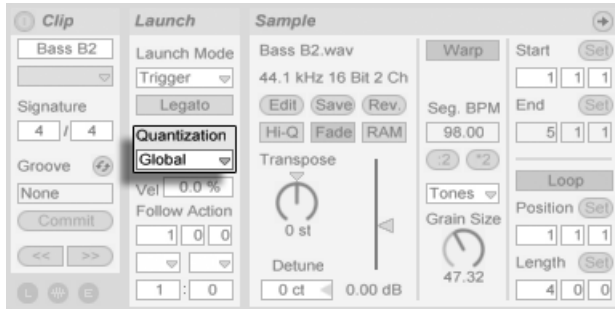 Clip
Bass B2
Signature
4 / 4
Groove
None
Commit
<< >>
L E
Launch
Launch Mode
Trigger
Legato
Quantization
Global
Vel 0.0 %
Follow Action
1 0 0
1 : 0
Sample
Bass B2.wav
44.1 kHz 16 Bit 2 Ch
Edit Save Rev.
Hi-Q Fade RAM
Transpose
0 st
Detune
0 ct 0.00 dB
Warp
Seg. BPM
98.00
:2 *2
Tones
Grain Size
47.32
Start Set
1 1 1
End Set
5 1 1
Loop
Position Set
1 1 1
Length Set
4 0 0